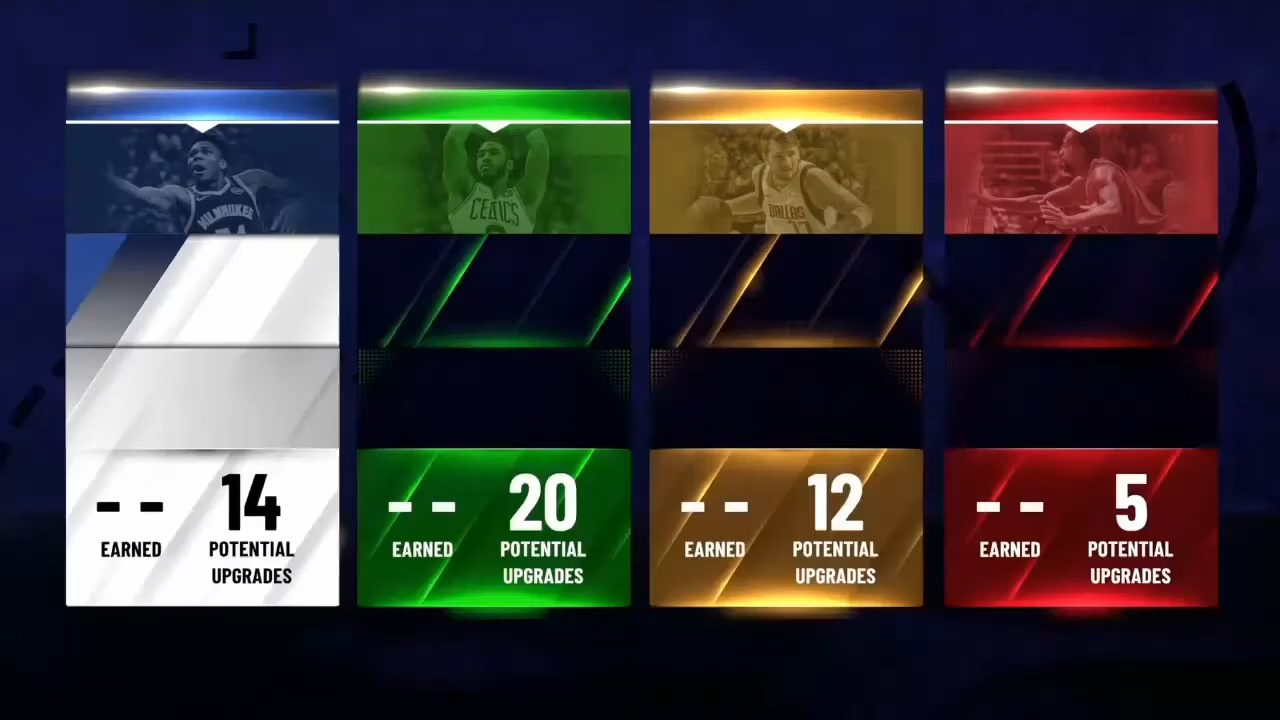 MILWAUKEE
CELTICS
DALLAS
-- 14
EARNED POTENTIAL
UPGRADES
-- 20
EARNED POTENTIAL
UPGRADES
-- 12
EARNED POTENTIAL
UPGRADES
-- 5
EARNED POTENTIAL
UPGRADES